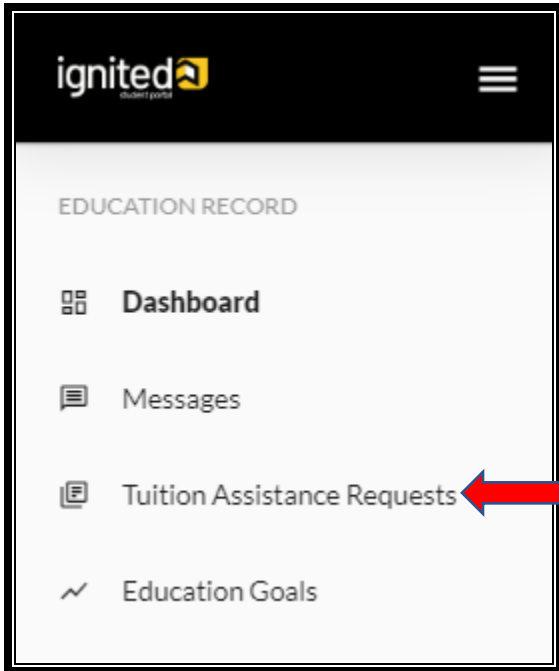 ignited
student portal
EDUCATION RECORD
Dashboard
Messages
Tuition Assistance Requests
Education Goals